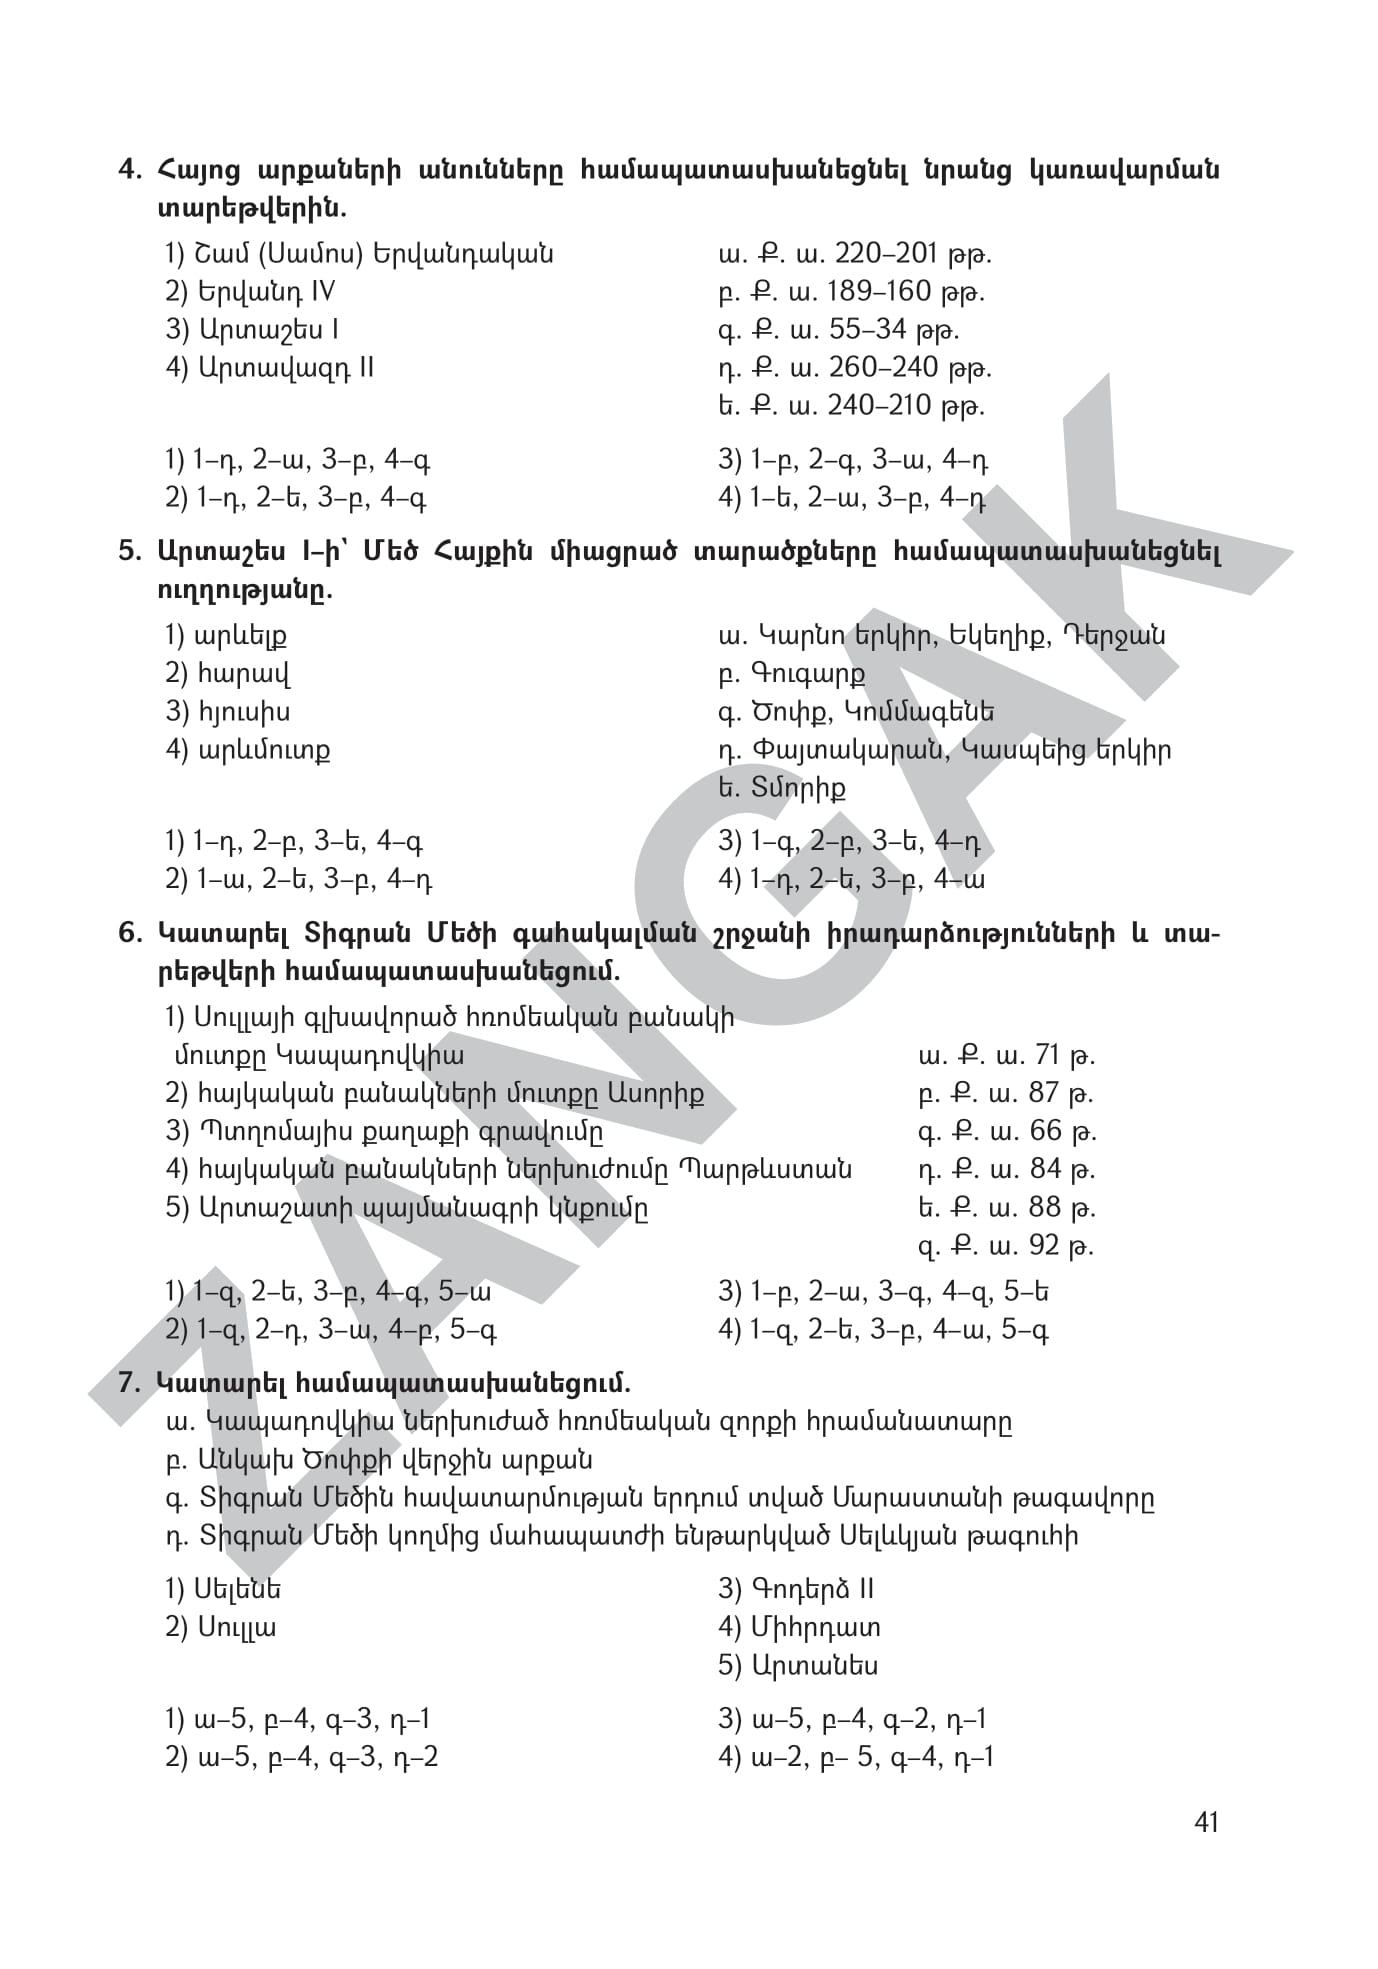 4. Հայոց արքաների անունները համապատասխանեցնել նրանց կառավարման
տարեթվերին.
1) Շամ (Սամոս) Երվանդական
2) Երվանդ IV
3) Արտաշես I
4) Արտավազդ II
ա. Ք. ա. 220–201 թթ.
բ. Ք. ա. 189–160 թթ.
գ. Ք. ա. 55–34 թթ.
դ. Ք. ա. 260–240 թթ.
ե. Ք. ա. 240–210 թթ.
1) 1–դ, 2–ա, 3–բ, 4–գ
2) 1–դ, 2–ե, 3–բ, 4–գ
3) 1–բ, 2–գ, 3–ա, 4–դ
4) 1–ե, 2–ա, 3–բ, 4–դ
5. Արտաշես I–ի՝ Մեծ Հայքին միացրած տարածքները համապատասխանեցնել
ուղղությանը.
1) արևելք
2) հարավ
3) հյուսիս
4) արևմուտք
ա. Կարնո երկիր, Եկեղիք, Դերջան
բ. Գուգարք
գ. Ծոփք, Կոմմագենե
դ. Փայտակարան, Կասպեից երկիր
ե. Տմորիք
1) 1–դ, 2–բ, 3–ե, 4–գ
2) 1–ա, 2–ե, 3–բ, 4–դ
3) 1–գ, 2–բ, 3–ե, 4–դ
4) 1–դ, 2–ե, 3–բ, 4–ա
6. Կատարել Տիգրան Մեծի գահակալման շրջանի իրադարձությունների և տա-
րեթվերի համապատասխանեցում.
1) Սուլլայի գլխավորած հռոմեական բանակի
մուտքը Կապադովկիա
2) հայկական բանակների մուտքը Ասորիք
3) Պտղոմայիս քաղաքի գրավումը
4) հայկական բանակների ներխուժումը Պարթևստան
5) Արտաշատի պայմանագրի կնքումը
ա. Ք. ա. 71 թ.
բ. Ք. ա. 87 թ.
գ. Ք. ա. 66 թ.
դ. Ք. ա. 84 թ.
ե. Ք. ա. 88 թ.
զ. Ք. ա. 92 թ.
1) 1–զ, 2–ե, 3–բ, 4–գ, 5–ա
2) 1–զ, 2–դ, 3–ա, 4–բ, 5–գ
3) 1–բ, 2–ա, 3–գ, 4–զ, 5–ե
4) 1–զ, 2–ե, 3–բ, 4–ա, 5–գ
7. Կատարել համապատասխանեցում.
ա. Կապադովկիա ներխուժած հռոմեական զորքի հրամանատարը
բ. Անկախ Ծոփքի վերջին արքան
գ. Տիգրան Մեծին հավատարմության երդում տված Մարաստանի թագավորը
դ. Տիգրան Մեծի կողմից մահապատժի ենթարկված Սելևկյան թագուհի
1) Սելենե
2) Սուլլա
3) Գոդերձ II
4) Միհրդատ
5) Արտանես
1) ա–5, բ–4, գ–3, դ–1
2) ա–5, բ–4, գ–3, դ–2
3) ա–5, բ–4, գ–2, դ–1
4) ա–2, բ– 5, գ–4, դ–1
41
ZANGAK